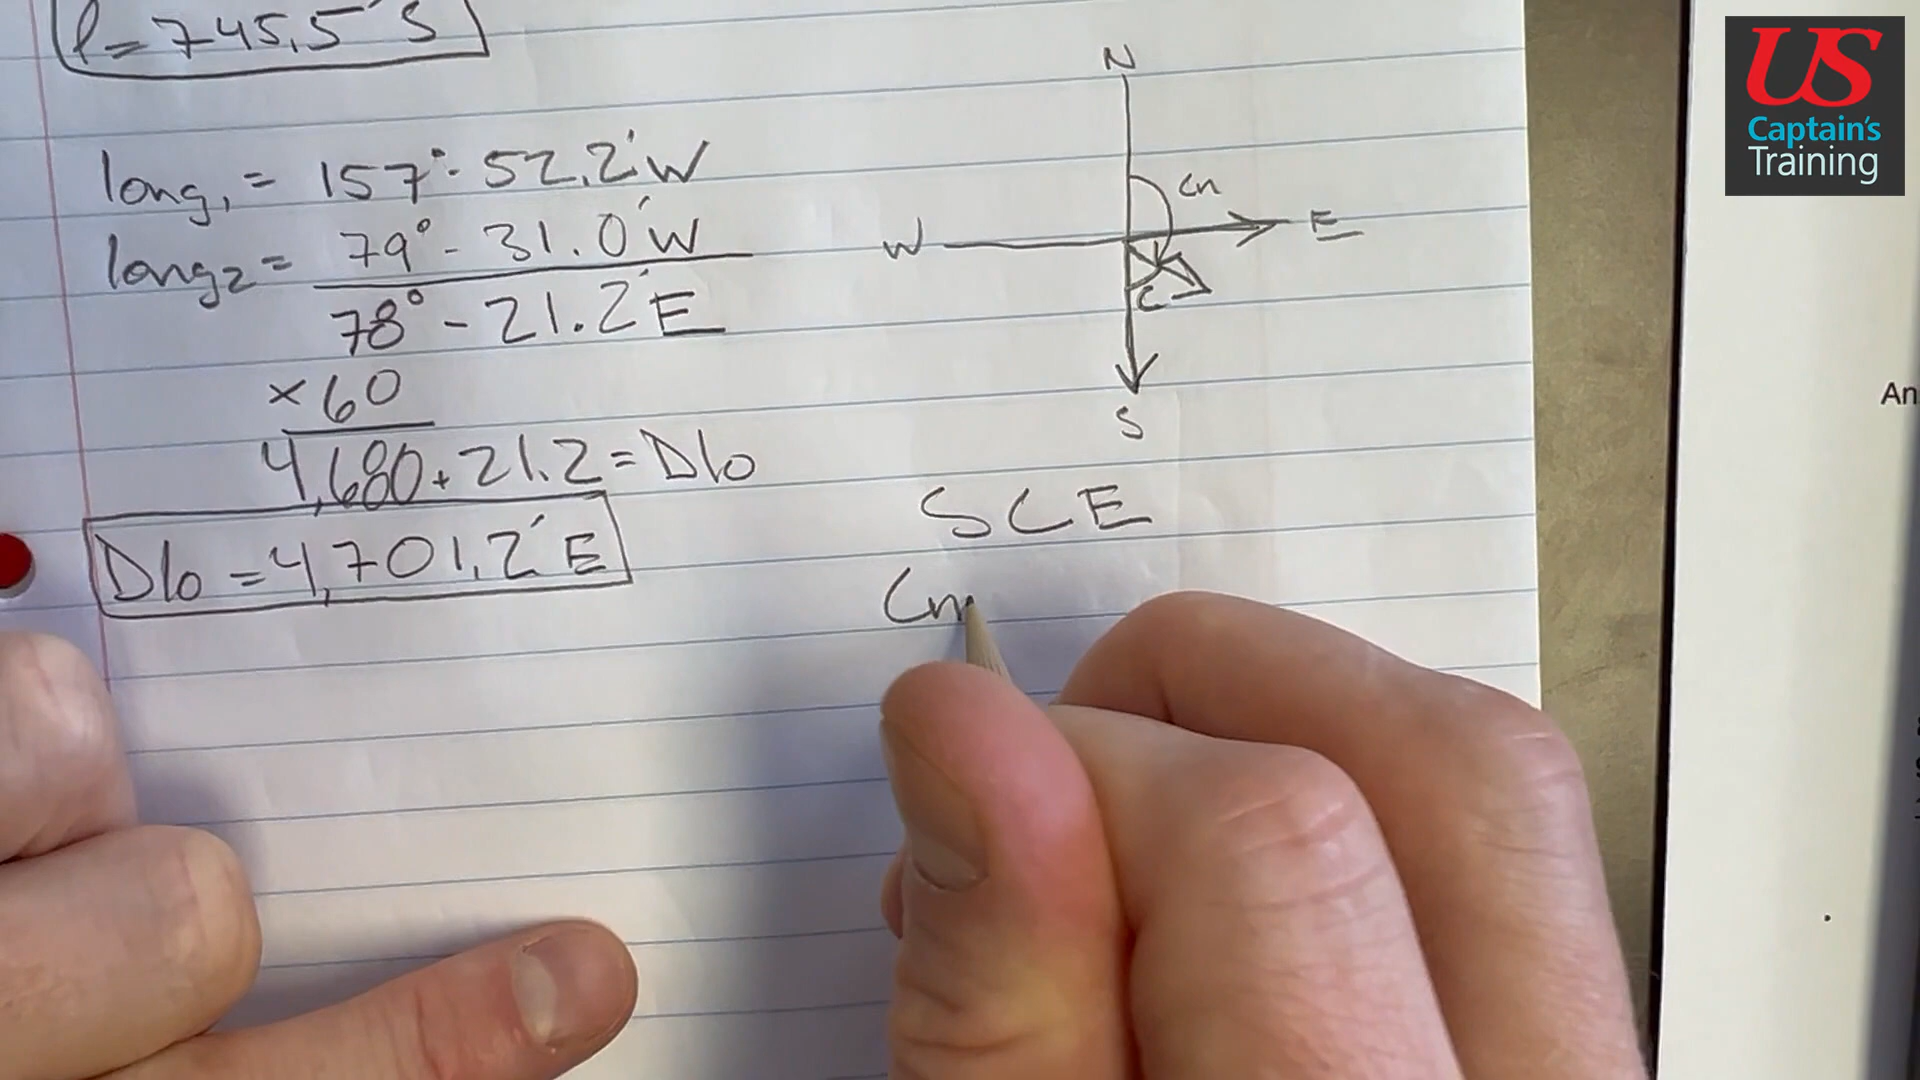 l = 745.5' S
long₁ = 157° - 52.2' W
long₂ = 79° - 31.0' W
78° - 21.2' E
× 60
4,680 + 21.2 = Dlo
Dlo = 4,701.2' E
N
Cn
W
E
C
S
SCE
Cn
US
Captain's
Training
An